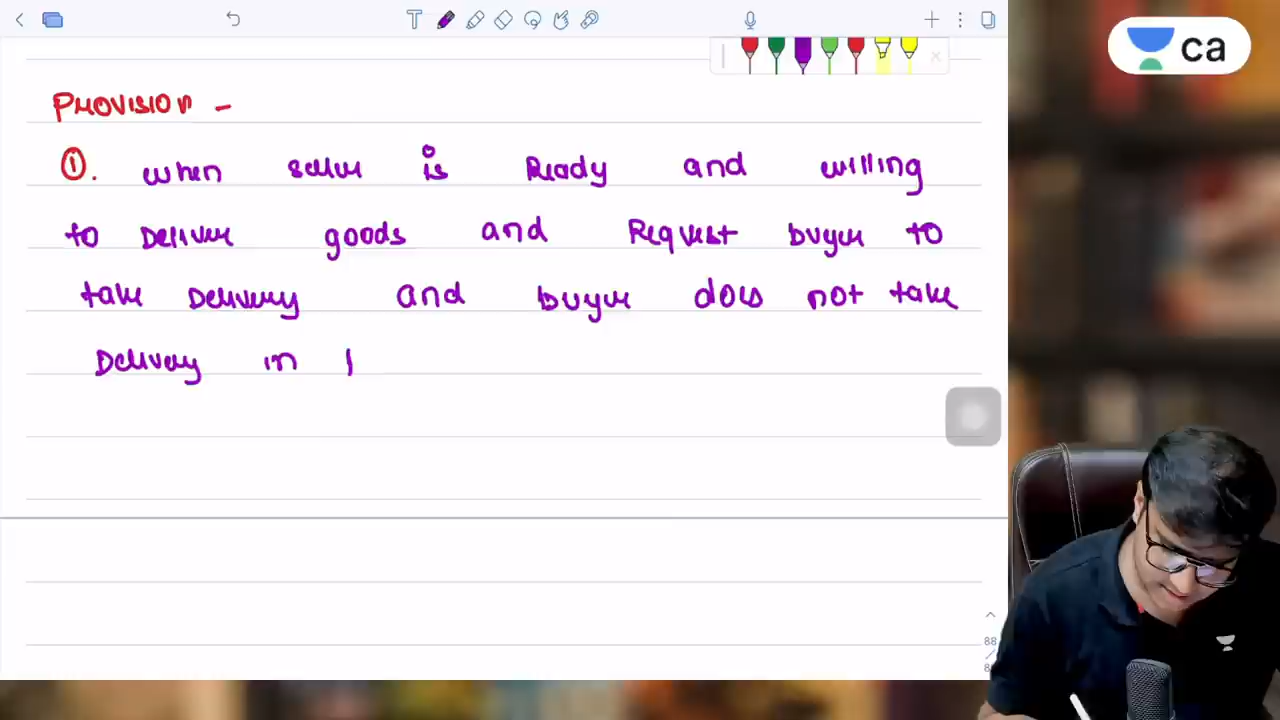 ca
PROVISION -
①. when seller is Ready and willing
to Deliver goods and Request buyer to
take Delivery and buyer does not take
Delivery in
88